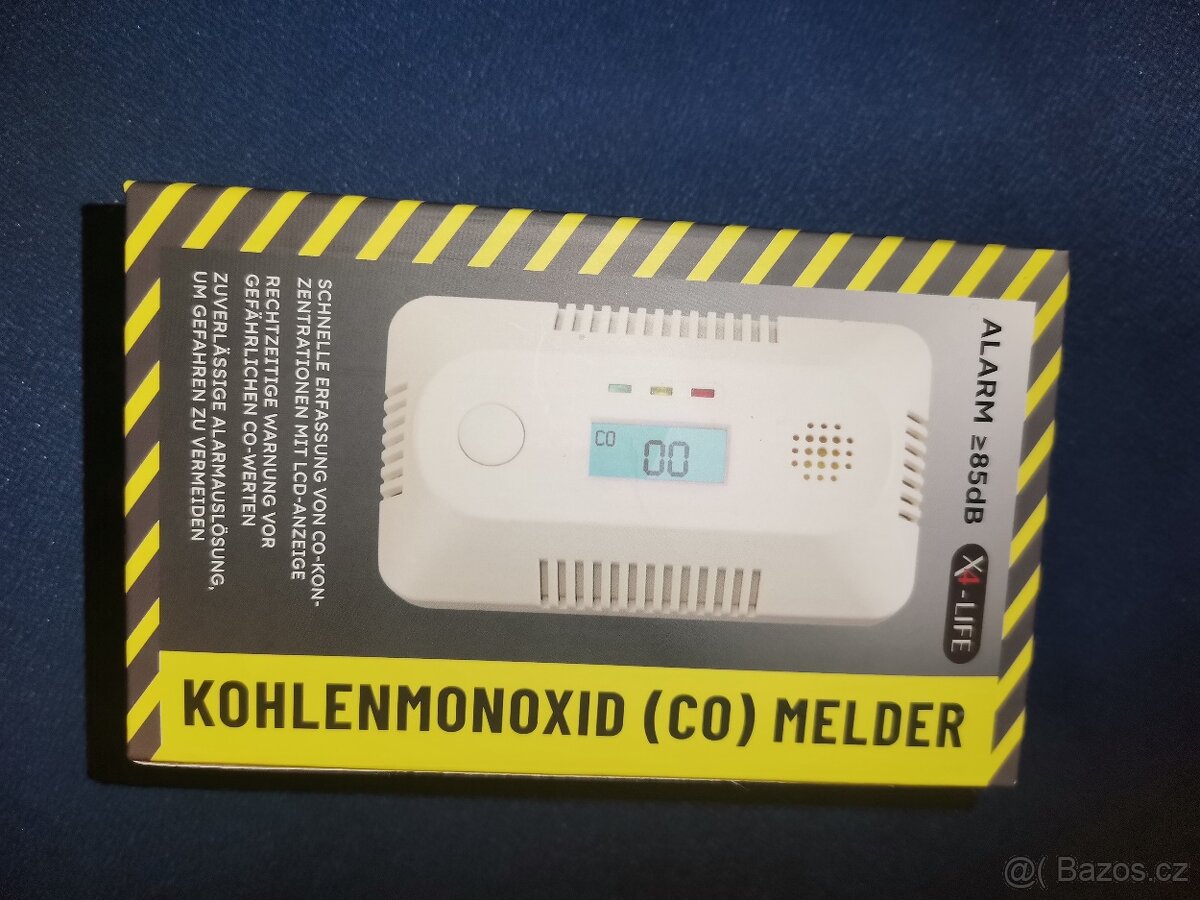 ALARM ≥85dB
X4-LIFE
CO
00
SCHNELLE ERFASSUNG VON CO-KON-
ZENTRATIONEN MIT LCD-ANZEIGE
RECHTZEITIGE WARNUNG VOR
GEFÄHRLICHEN CO-WERTEN
ZUVERLÄSSIGE ALARMAUSLÖSUNG,
UM GEFAHREN ZU VERMEIDEN
KOHLENMONOXID (CO) MELDER
@( Bazos.cz